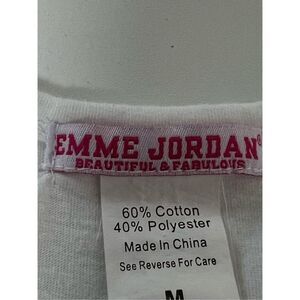 EMME JORDAN®
BEAUTIFUL & FABULOUS
60% Cotton
40% Polyester
Made In China
See Reverse For Care
M